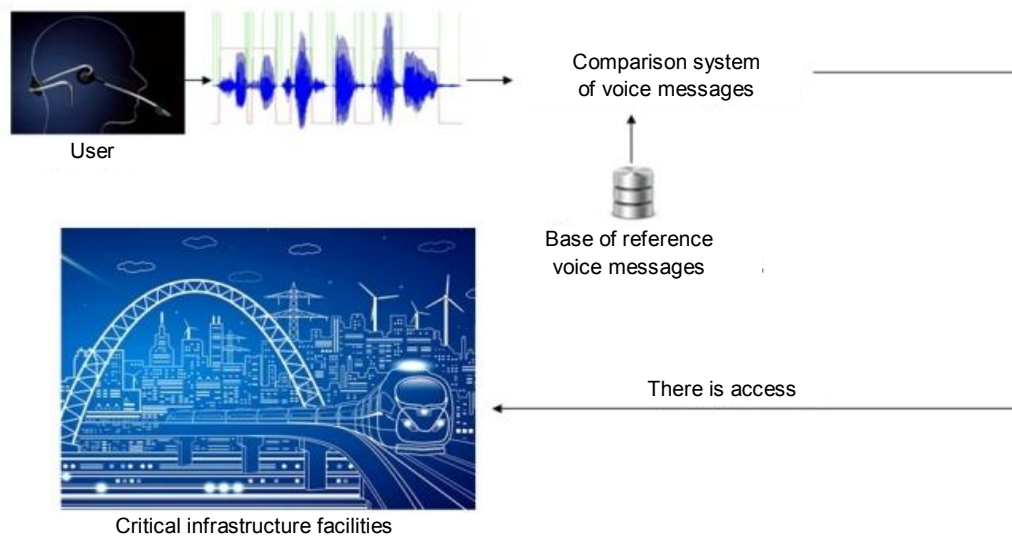 User
Comparison system
of voice messages
Base of reference
voice messages
There is access
Critical infrastructure facilities